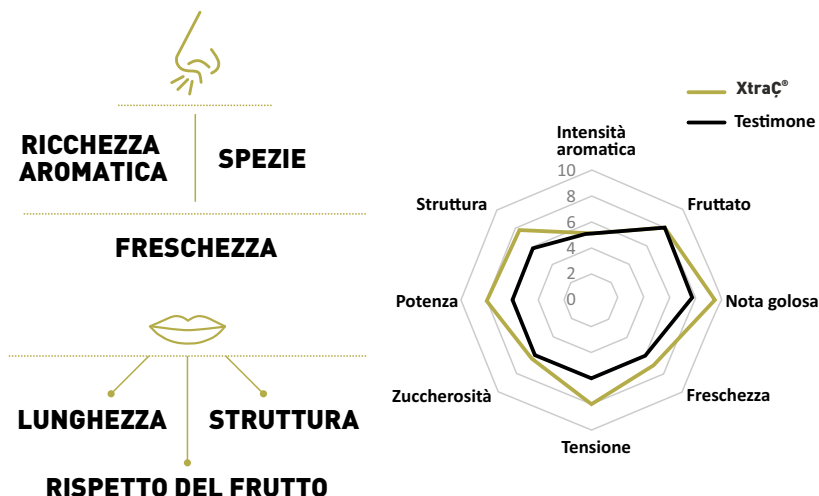 RICCHEZZA
AROMATICA
SPEZIE
FRESCHEZZA
LUNGHEZZA
STRUTTURA
RISPETTO DEL FRUTTO
XtraÇ®
Testimone
Intensità
aromatica
10
8
6
4
2
0
Fruttato
Nota golosa
Freschezza
Tensione
Zuccherosità
Potenza
Struttura